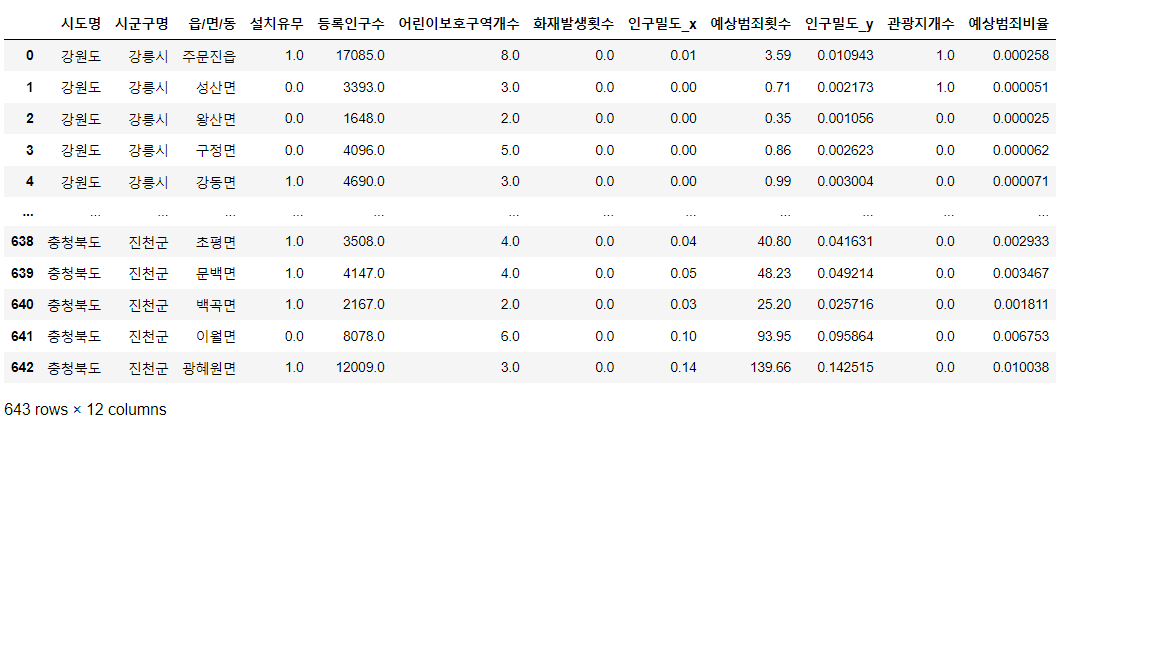 시도명 시군구명 읍/면/동 설치유무 등록인구수 어린이보호구역개수 화재발생횟수 인구밀도_x 예상범죄횟수 인구밀도_y 관광지개수 예상범죄비율
0 강원도 강릉시 주문진읍 1.0 17085.0 8.0 0.0 0.01 3.59 0.010943 1.0 0.000258
1 강원도 강릉시 성산면 0.0 3393.0 3.0 0.0 0.00 0.71 0.002173 1.0 0.000051
2 강원도 강릉시 왕산면 0.0 1648.0 2.0 0.0 0.00 0.35 0.001056 0.0 0.000025
3 강원도 강릉시 구정면 0.0 4096.0 5.0 0.0 0.00 0.86 0.002623 0.0 0.000062
4 강원도 강릉시 강동면 1.0 4690.0 3.0 0.0 0.00 0.99 0.003004 0.0 0.000071
... ... ... ... ... ... ... ... ... ... ... ... ...
638 충청북도 진천군 초평면 1.0 3508.0 4.0 0.0 0.04 40.80 0.041631 0.0 0.002933
639 충청북도 진천군 문백면 1.0 4147.0 4.0 0.0 0.05 48.23 0.049214 0.0 0.003467
640 충청북도 진천군 백곡면 1.0 2167.0 2.0 0.0 0.03 25.20 0.025716 0.0 0.001811
641 충청북도 진천군 이월면 0.0 8078.0 6.0 0.0 0.10 93.95 0.095864 0.0 0.006753
642 충청북도 진천군 광혜원면 1.0 12009.0 3.0 0.0 0.14 139.66 0.142515 0.0 0.010038
643 rows × 12 columns